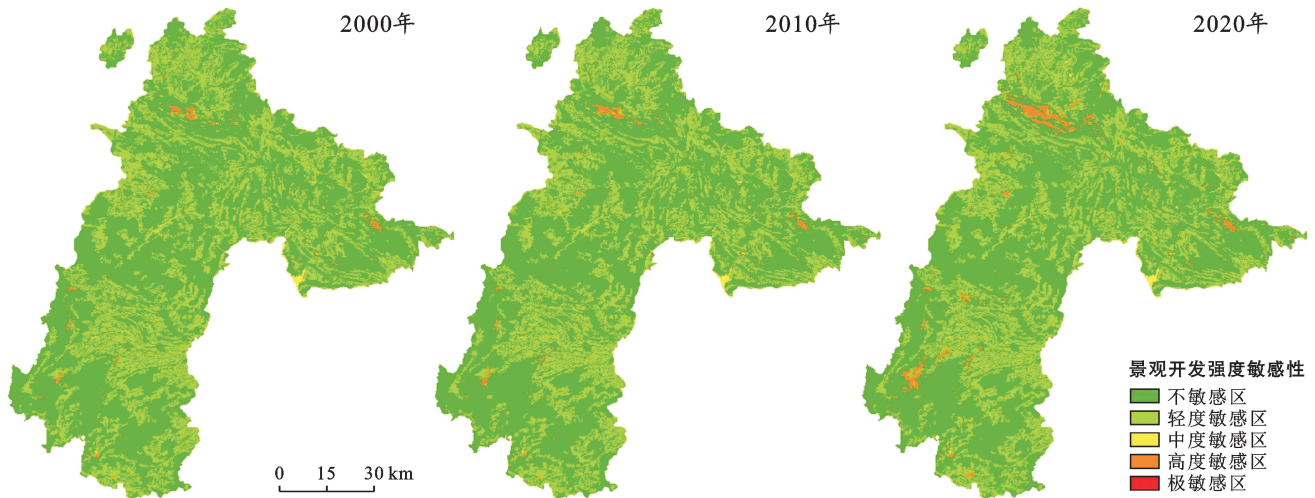 2000年
2010年
2020年
景观开发强度敏感性
不敏感区
轻度敏感区
中度敏感区
高度敏感区
极敏感区
0 15 30 km